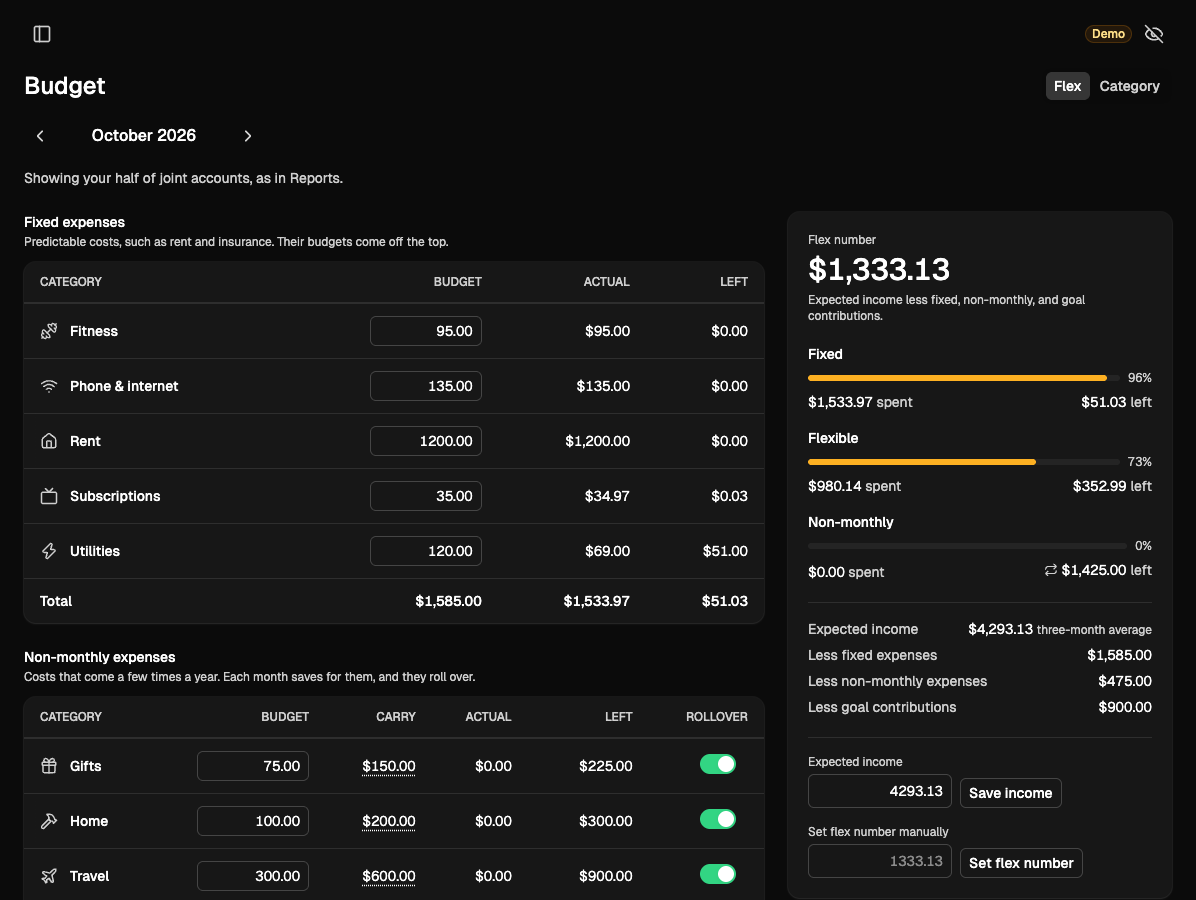 Demo
Budget
Flex Category
October 2026
Showing your half of joint accounts, as in Reports.
Fixed expenses
Predictable costs, such as rent and insurance. Their budgets come off the top.
CATEGORY BUDGET ACTUAL LEFT
Fitness 95.00 $95.00 $0.00
Phone & internet 135.00 $135.00 $0.00
Rent 1200.00 $1,200.00 $0.00
Subscriptions 35.00 $34.97 $0.03
Utilities 120.00 $69.00 $51.00
Total $1,585.00 $1,533.97 $51.03
Non-monthly expenses
Costs that come a few times a year. Each month saves for them, and they roll over.
CATEGORY BUDGET CARRY ACTUAL LEFT ROLLOVER
Gifts 75.00 $150.00 $0.00 $225.00
Home 100.00 $200.00 $0.00 $300.00
Travel 300.00 $600.00 $0.00 $900.00
Flex number
$1,333.13
Expected income less fixed, non-monthly, and goal
contributions.
Fixed
96%
$1,533.97 spent $51.03 left
Flexible
73%
$980.14 spent $352.99 left
Non-monthly
0%
$0.00 spent $1,425.00 left
Expected income $4,293.13 three-month average
Less fixed expenses $1,585.00
Less non-monthly expenses $475.00
Less goal contributions $900.00
Expected income
4293.13 Save income
Set flex number manually
1333.13 Set flex number